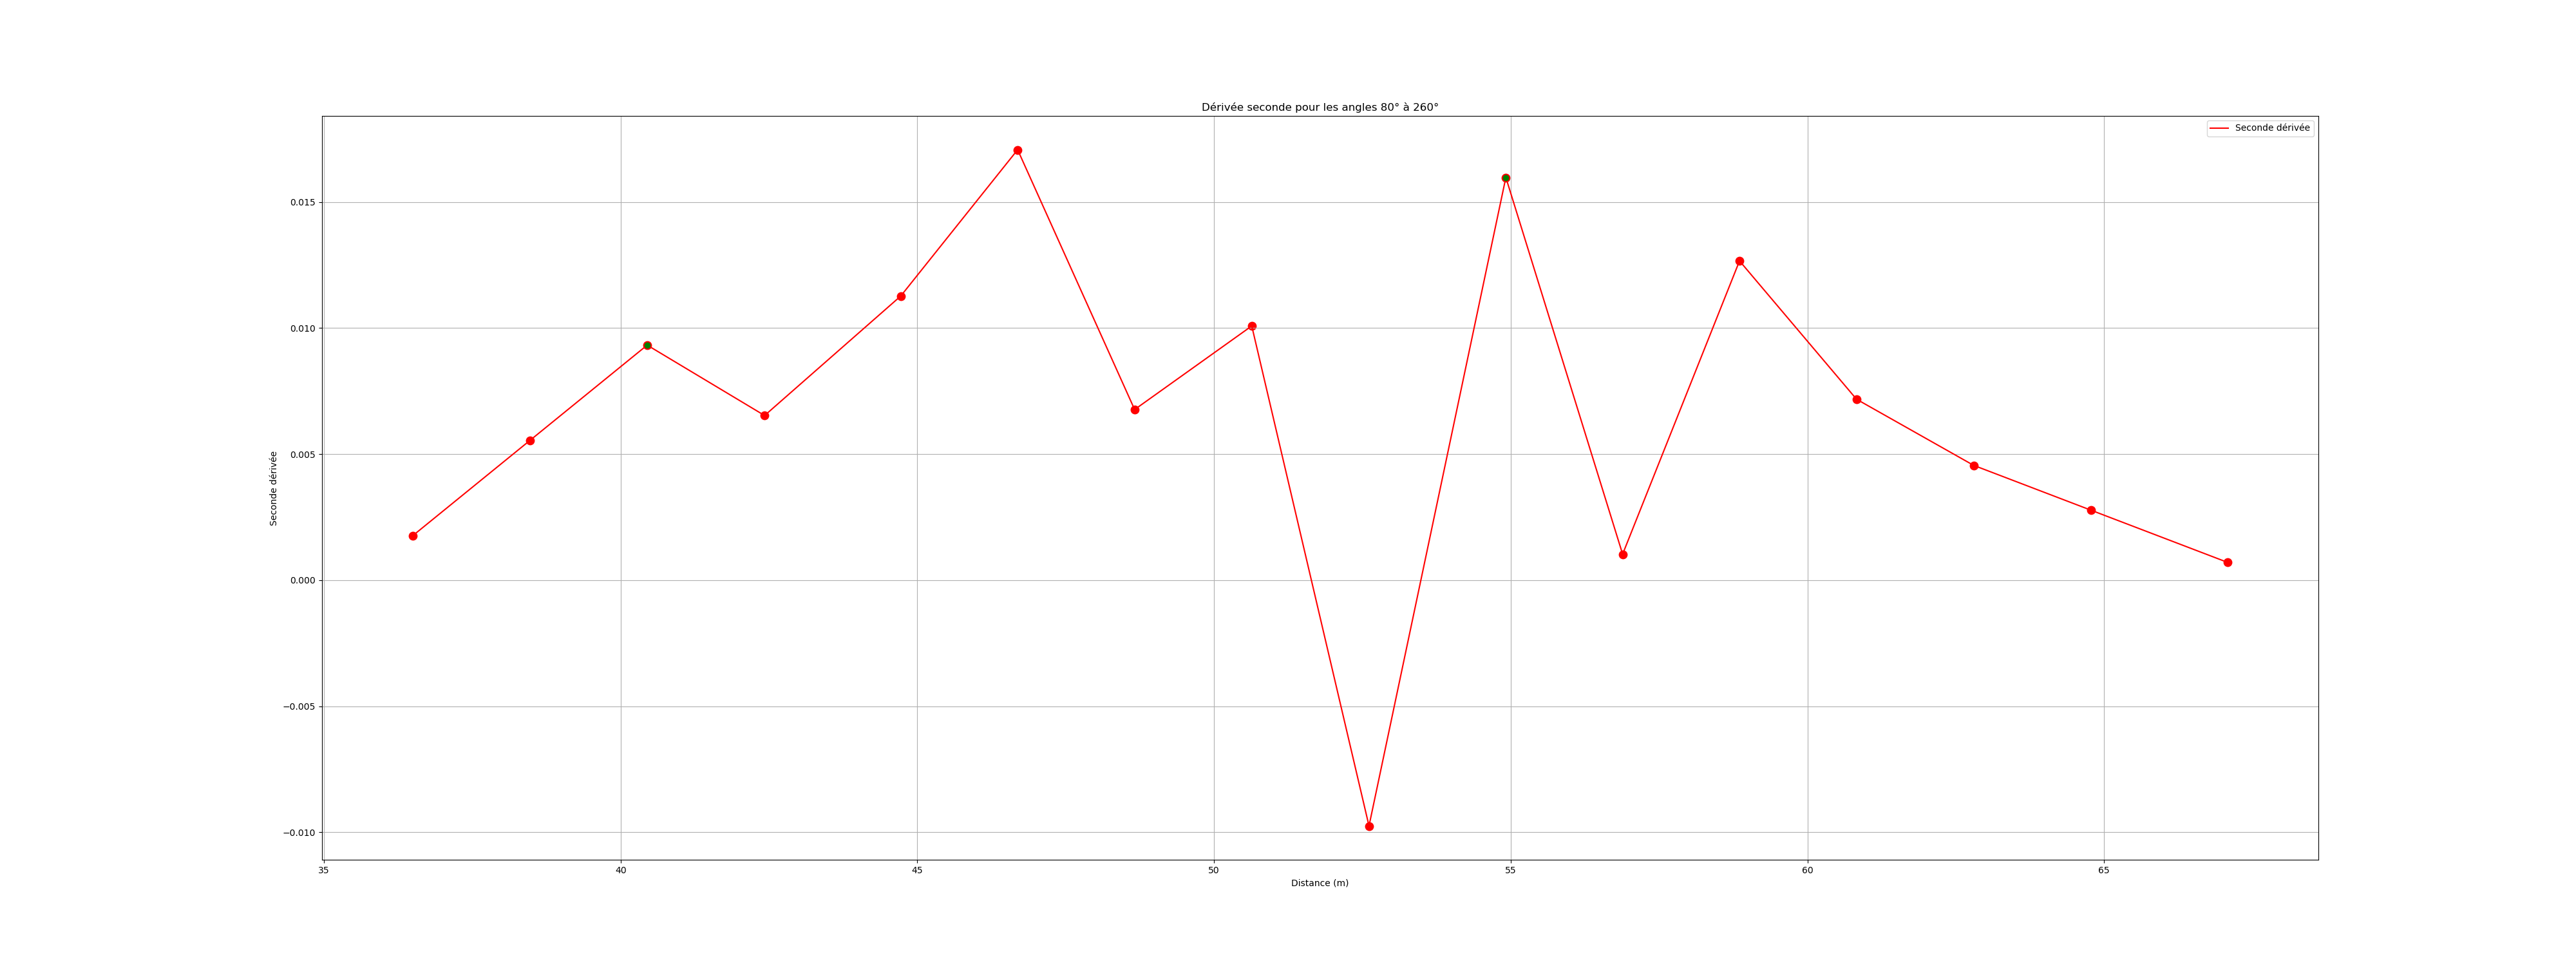 Dérivée seconde pour les angles 80° à 260°
Seconde dérivée
0.015
0.010
0.005
0.000
−0.005
−0.010
Seconde dérivée
35 40 45 50 55 60 65
Distance (m)